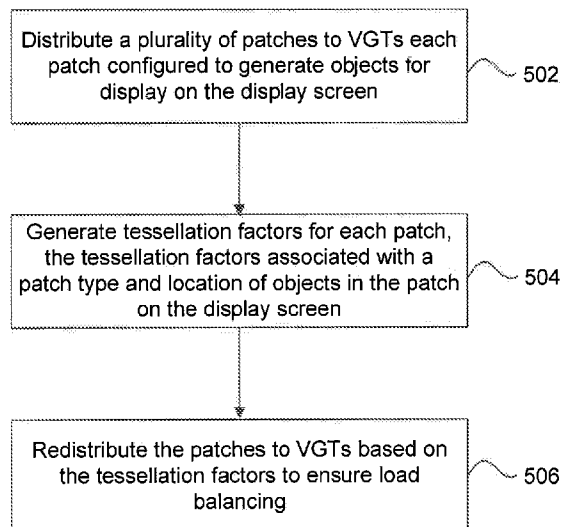 Distribute a plurality of patches to VGTs each
patch configured to generate objects for
display on the display screen
502
Generate tessellation factors for each patch,
the tessellation factors associated with a
patch type and location of objects in the patch
on the display screen
504
Redistribute the patches to VGTs based on
the tessellation factors to ensure load
balancing
506